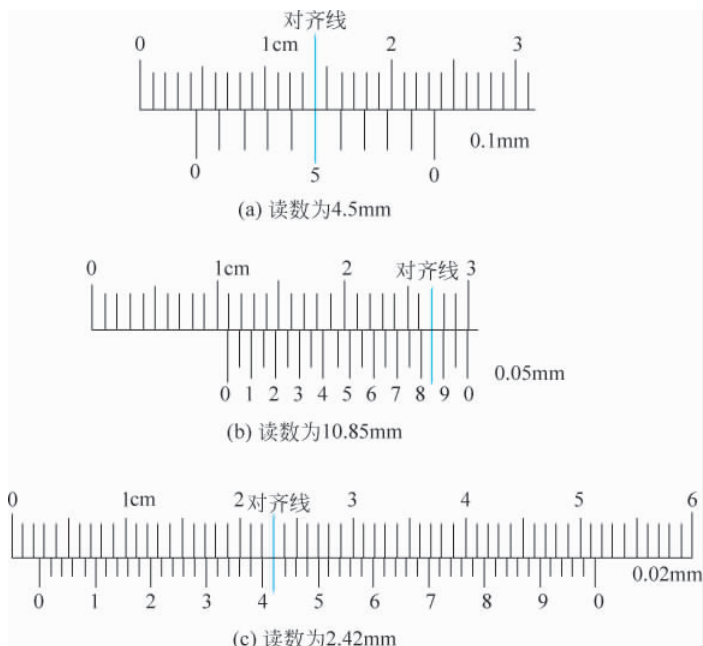 对齐线
0 1cm 2 3
0.1mm
0 5 0
(a) 读数为4.5mm
0 1cm 2 对齐线 3
0.05mm
0 1 2 3 4 5 6 7 8 9 0
(b) 读数为10.85mm
0 1cm 2 对齐线 3 4 5 6
0.02mm
0 1 2 3 4 5 6 7 8 9 0
(c) 读数为2.42mm